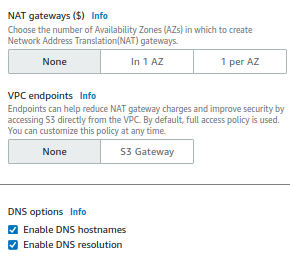 NAT gateways ($) Info
Choose the number of Availability Zones (AZs) in which to create
Network Address Translation(NAT) gateways.
None In 1 AZ 1 per AZ
VPC endpoints Info
Endpoints can help reduce NAT gateway charges and improve security by
accessing S3 directly from the VPC. By default, full access policy is used.
You can customize this policy at any time.
None S3 Gateway
DNS options Info
Enable DNS hostnames
Enable DNS resolution